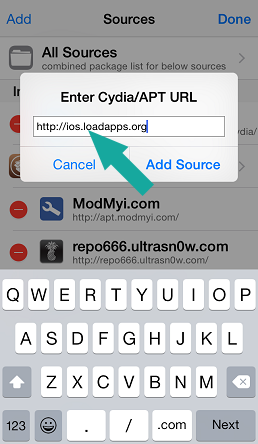 Add Sources Done
All Sources
combined package list for below sources
Enter Cydia/APT URL
http://ios.loadapps.org
Cancel Add Source
ModMyi.com
http://apt.modmyi.com/
repo666.ultrasn0w.com
http://repo666.ultrasn0w.com/
Q W E R T Y U I O P
A S D F G H J K L
Z X C V B N M
123 . / .com Next